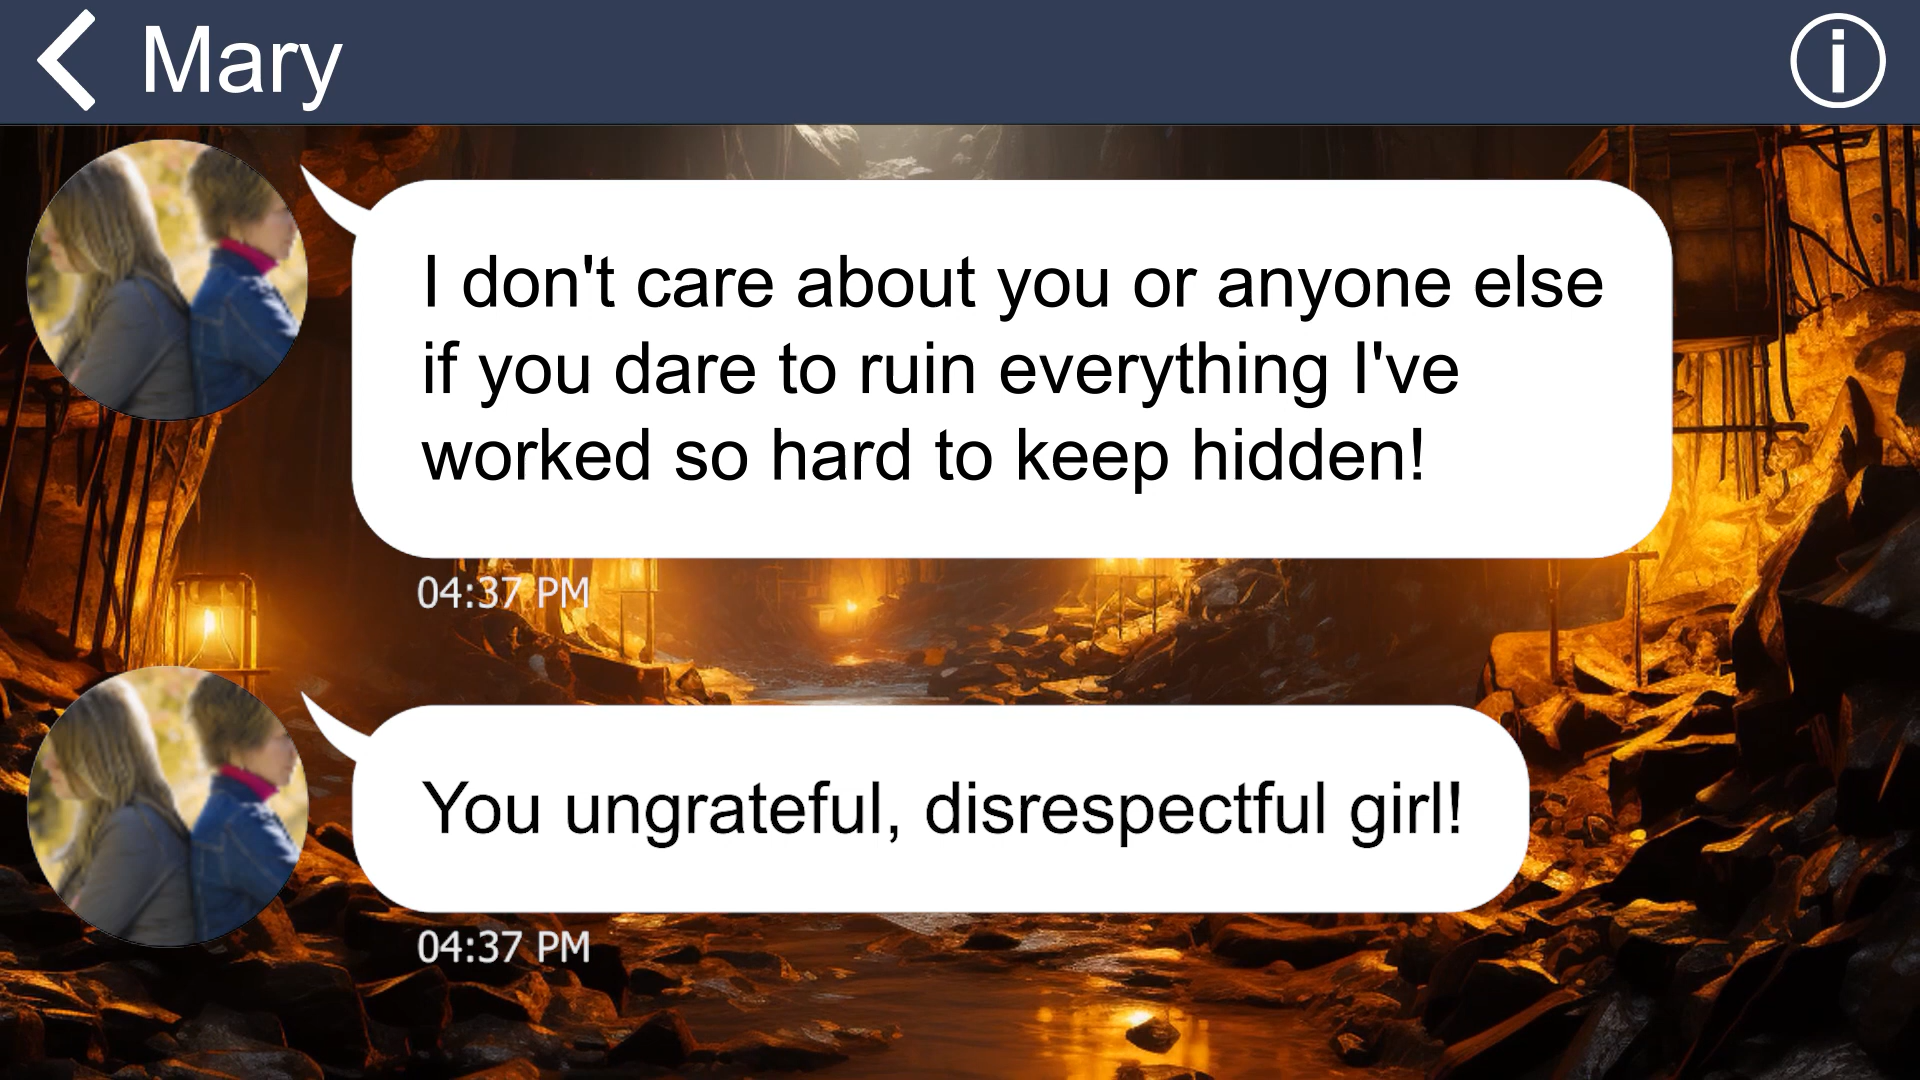 Mary
I don't care about you or anyone else
if you dare to ruin everything I've
worked so hard to keep hidden!
04:37 PM
You ungrateful, disrespectful girl!
04:37 PM